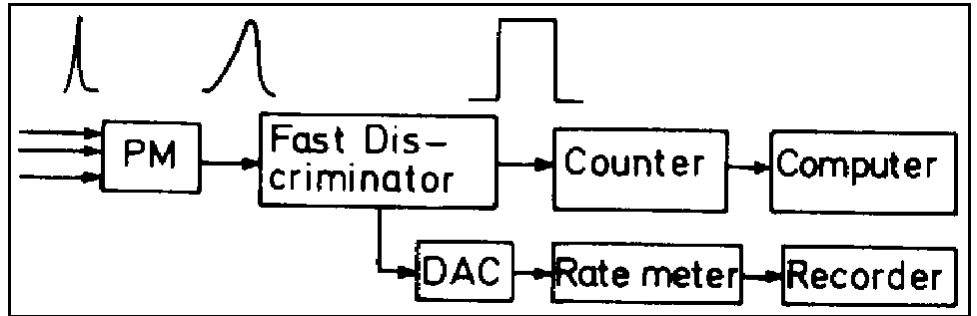 PM
Fast Dis-
criminator
Counter
Computer
DAC
Rate meter
Recorder